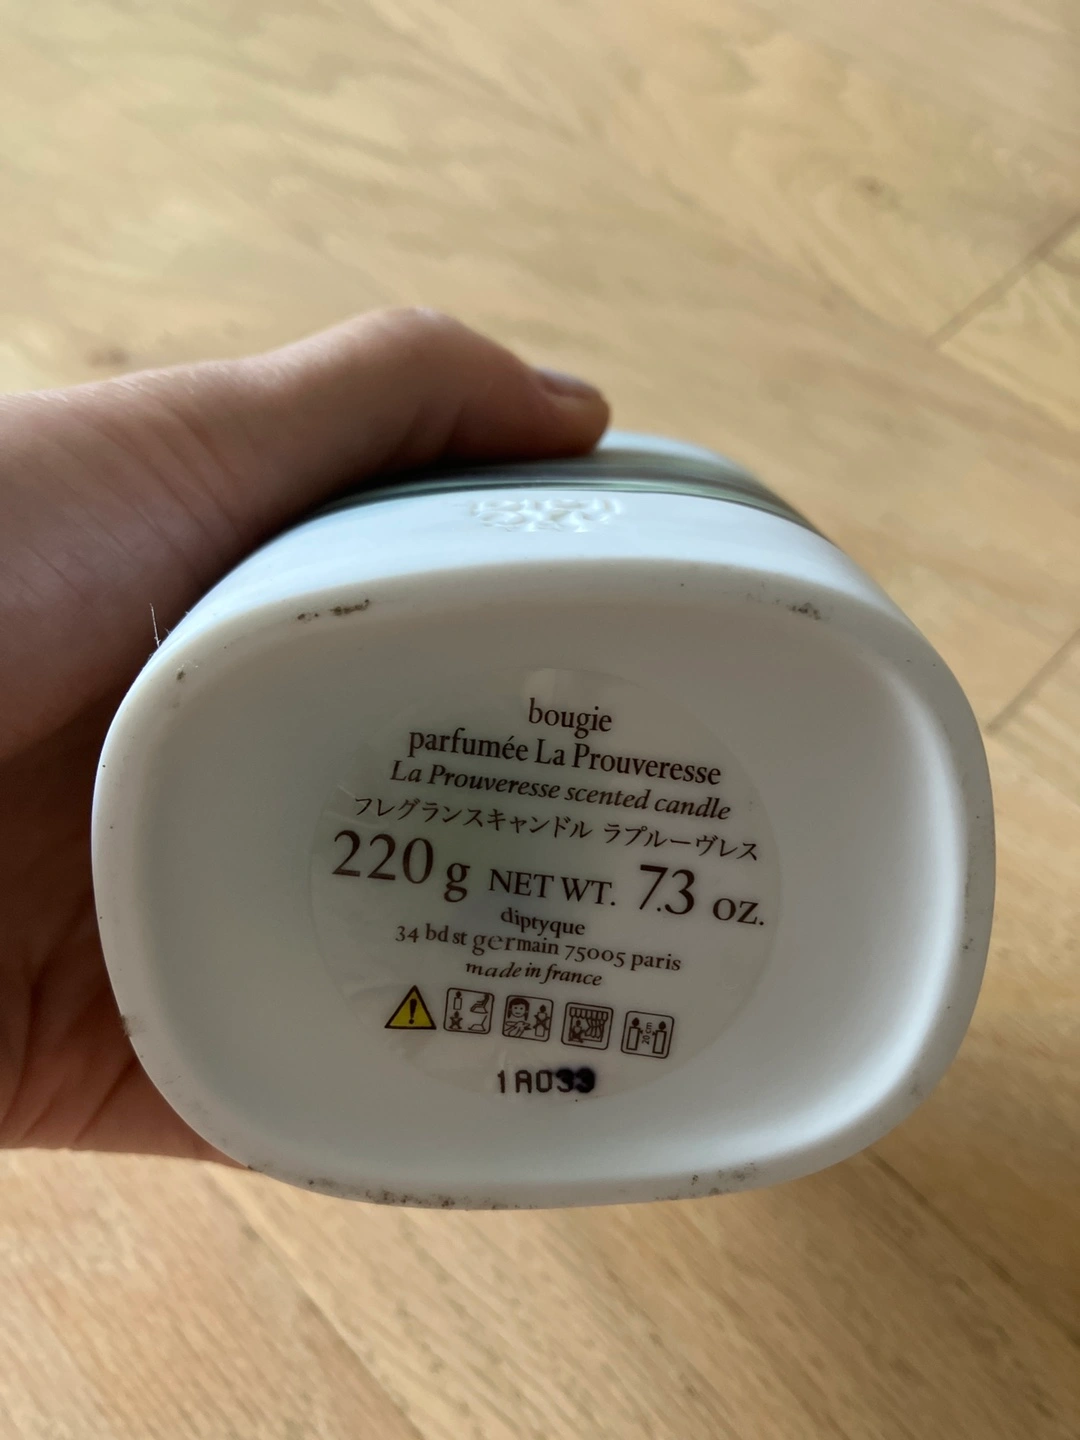 bougie
parfumée La Prouveresse
La Prouveresse scented candle
フレグランスキャンドル ラプルーヴレス
220 g NET WT. 7.3 oz.
diptyque
34 bd st germain 75005 paris
made in france
20 cm
1A033